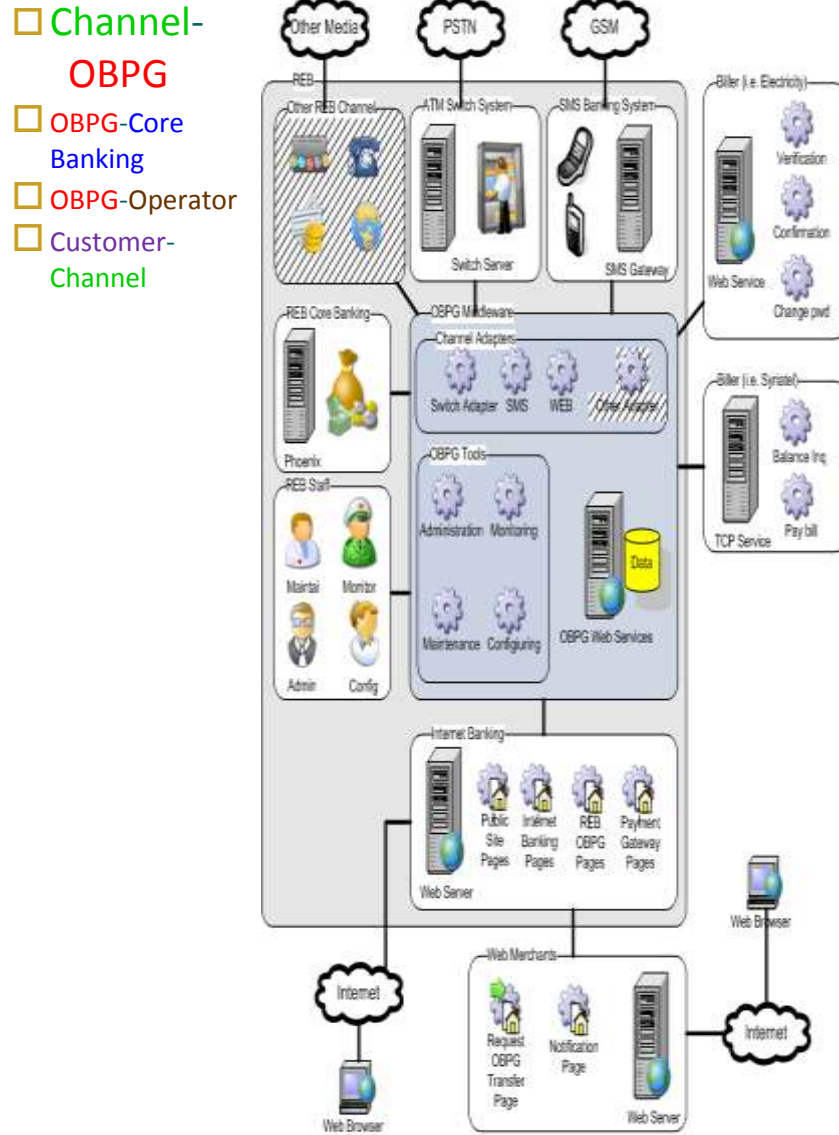 Channel-
OBPG
OBPG-Core
Banking
OBPG-Operator
Customer-
Channel
Other Media
PSTN
GSM
REB
Other REB Channel
ATM Switch System
Switch Server
SMS Banking System
SMS Gateway
Biller (i.e. Electricity)
Verification
Confirmation
Web Service
Change pwd
REB Core Banking
Phoenix
OBPG Middleware
Channel Adapters
Switch Adapter
SMS
WEB
Other Adapter
Biller (i.e. Syriatel)
Balance Inq
TCP Service
Pay bill
REB Staff
Maintai
Monitor
Admin
Config
OBPG Tools
Administration
Monitoring
Maintenance
Configiuring
Data
OBPG Web Services
Internet Banking
Web Server
Public
Site
Pages
Internet
Banking
Pages
REB
OBPG
Pages
Payment
Gateway
Pages
Web Browser
Internet
Web Browser
Web Merchants
Request
OBPG
Transfer
Page
Notification
Page
Web Server
Internet